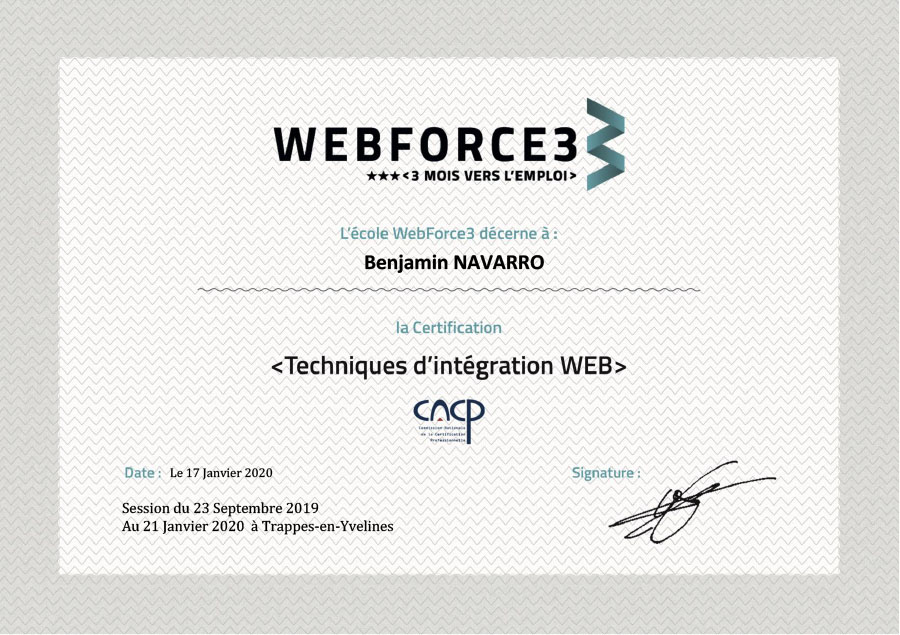 WEBFORCE3
★★★<3 MOIS VERS L'EMPLOI>
L'école WebForce3 décerne à :
Benjamin NAVARRO
la Certification
<Techniques d'intégration WEB>
cncp
Commission Nationale
de la Certification
Professionnelle
Date : Le 17 Janvier 2020
Signature :
Session du 23 Septembre 2019
Au 21 Janvier 2020 à Trappes-en-Yvelines